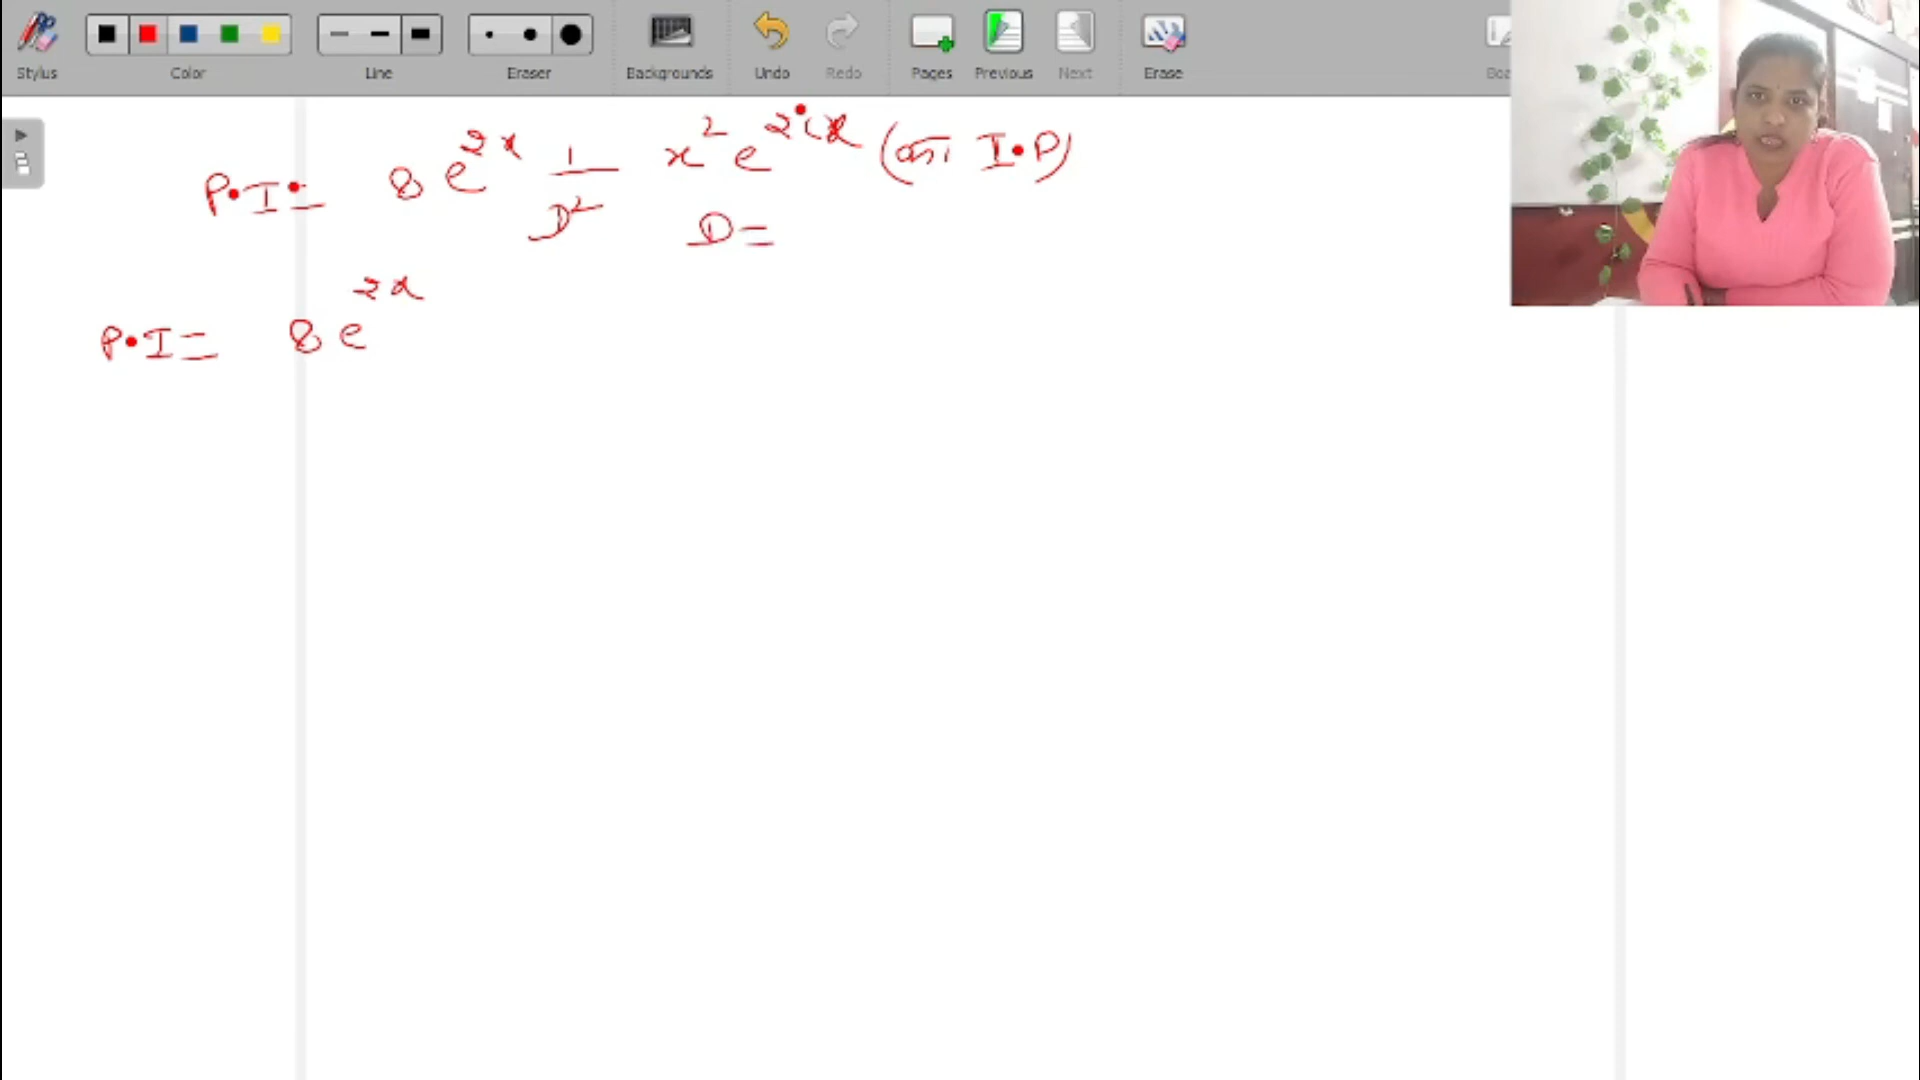 Stylus Color Line Eraser Backgrounds Undo Redo Pages Previous Next Erase
P.I = 8 e^{2x} \frac{1}{D^2} x^2 e^{2ix} (का I.P)
D=
P.I = 8 e^{2x}